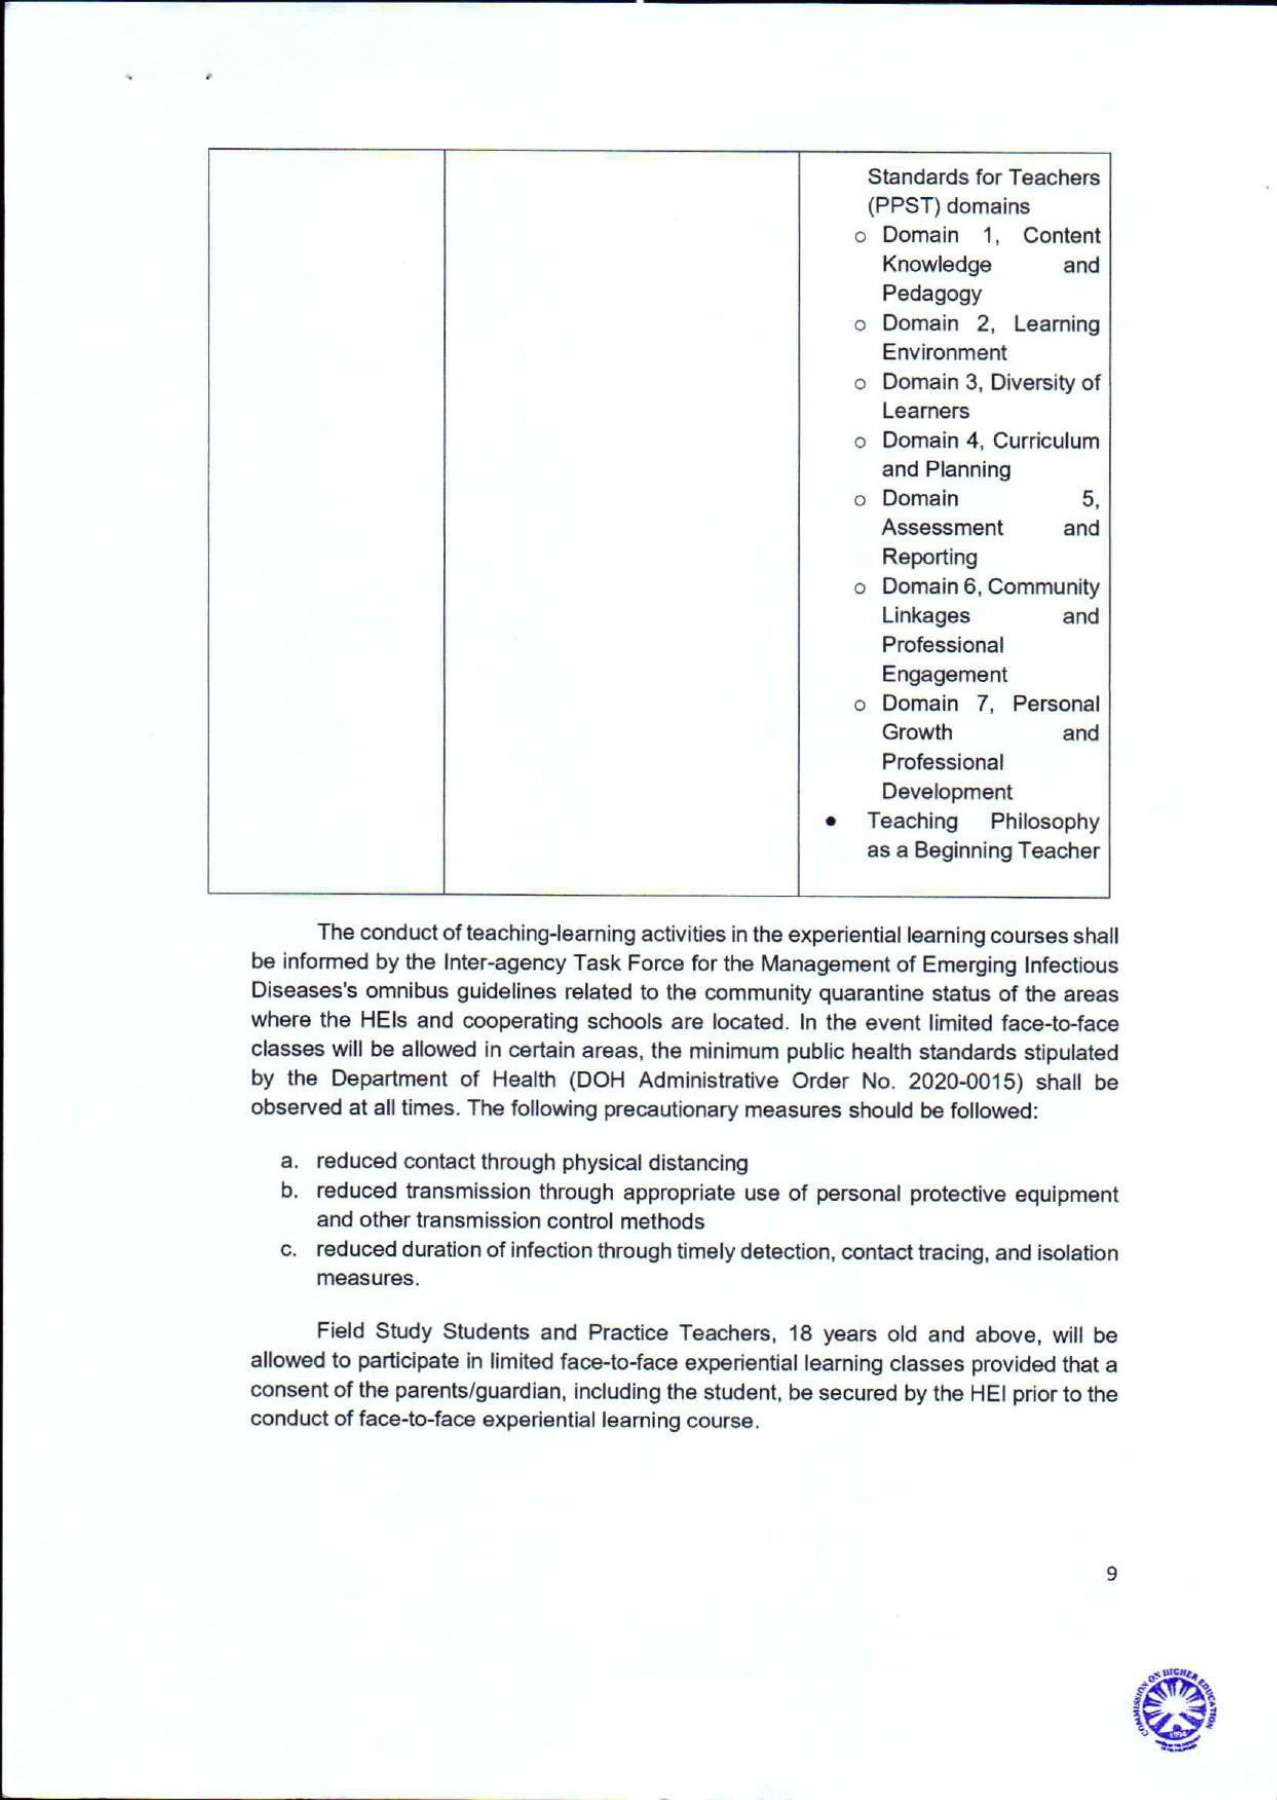 Standards for Teachers
(PPST) domains
o Domain 1, Content
Knowledge and
Pedagogy
o Domain 2, Learning
Environment
o Domain 3, Diversity of
Learners
o Domain 4, Curriculum
and Planning
o Domain 5,
Assessment and
Reporting
o Domain 6, Community
Linkages and
Professional
Engagement
o Domain 7, Personal
Growth and
Professional
Development
• Teaching Philosophy
as a Beginning Teacher
The conduct of teaching-learning activities in the experiential learning courses shall
be informed by the Inter-agency Task Force for the Management of Emerging Infectious
Diseases's omnibus guidelines related to the community quarantine status of the areas
where the HEIs and cooperating schools are located. In the event limited face-to-face
classes will be allowed in certain areas, the minimum public health standards stipulated
by the Department of Health (DOH Administrative Order No. 2020-0015) shall be
observed at all times. The following precautionary measures should be followed:
a. reduced contact through physical distancing
b. reduced transmission through appropriate use of personal protective equipment
and other transmission control methods
c. reduced duration of infection through timely detection, contact tracing, and isolation
measures.
Field Study Students and Practice Teachers, 18 years old and above, will be
allowed to participate in limited face-to-face experiential learning classes provided that a
consent of the parents/guardian, including the student, be secured by the HEI prior to the
conduct of face-to-face experiential learning course.
9
COMMISSION ON HIGHER EDUCATION
1994